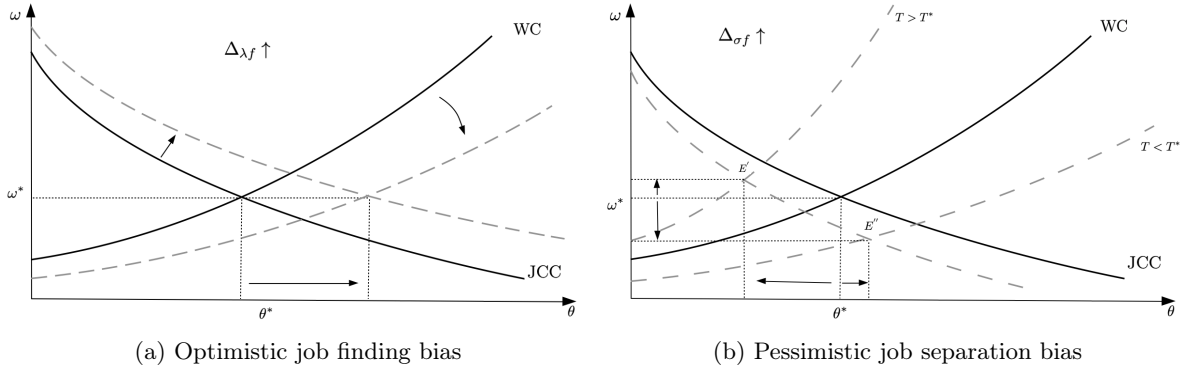 ω
Δλf ↑
WC
ω*
JCC
θ*
θ
(a) Optimistic job finding bias
ω
Δσf ↑
T > T*
WC
T < T*
E′
ω*
E″
JCC
θ*
θ
(b) Pessimistic job separation bias